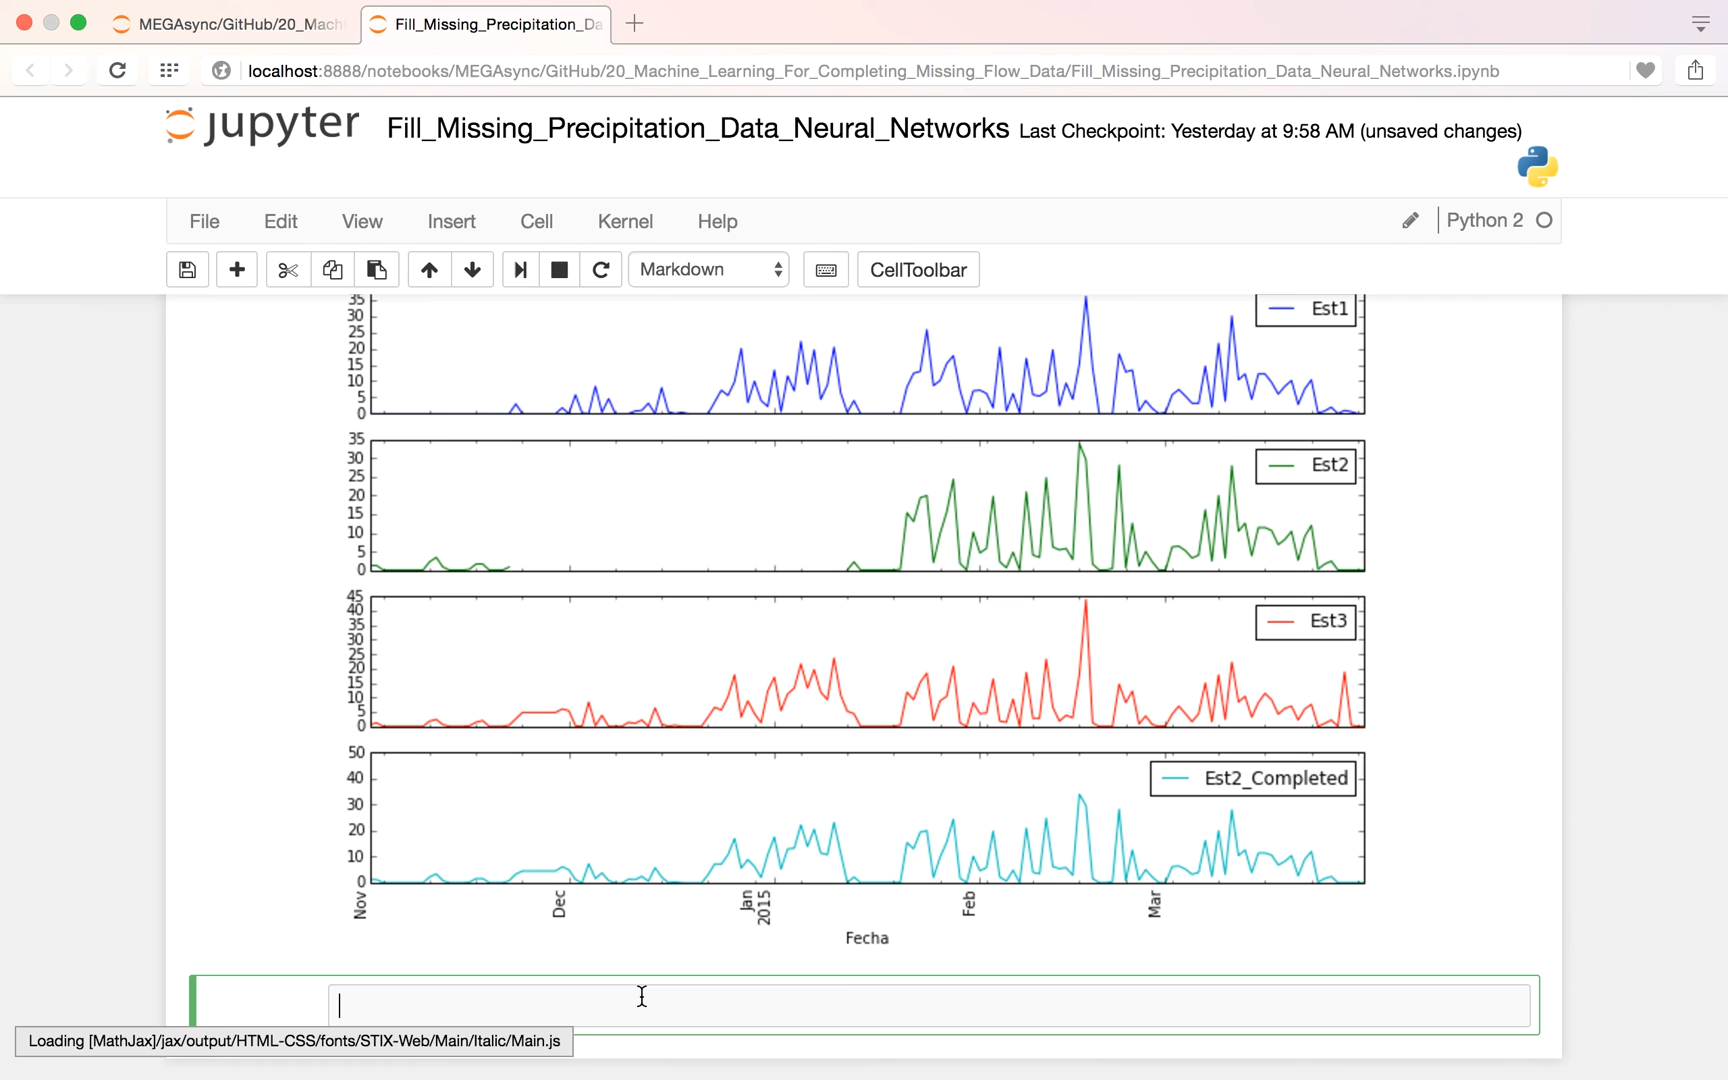 MEGAsync/GitHub/20_Mach
Fill_Missing_Precipitation_Da
localhost:8888/notebooks/MEGAsync/GitHub/20_Machine_Learning_For_Completing_Missing_Flow_Data/Fill_Missing_Precipitation_Data_Neural_Networks.ipynb
jupyter Fill_Missing_Precipitation_Data_Neural_Networks Last Checkpoint: Yesterday at 9:58 AM (unsaved changes)
File Edit View Insert Cell Kernel Help Python 2
Markdown CellToolbar
35
30
25
20
15
10
5
0
Est1
35
30
25
20
15
10
5
0
Est2
45
40
35
30
25
20
15
10
5
0
Est3
50
40
30
20
10
0
Est2_Completed
Nov Dec Jan Feb Mar
2015
Fecha
Loading [MathJax]/jax/output/HTML-CSS/fonts/STIX-Web/Main/Italic/Main.js